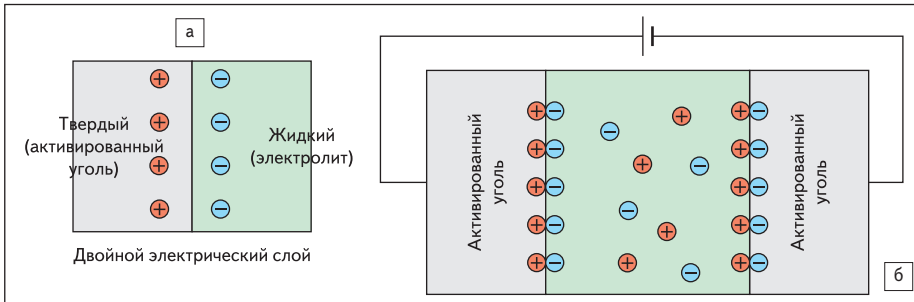 а
Твердый
(активированный
уголь)
Жидкий
(электролит)
Двойной электрический слой
Активированный
уголь
Активированный
уголь
б